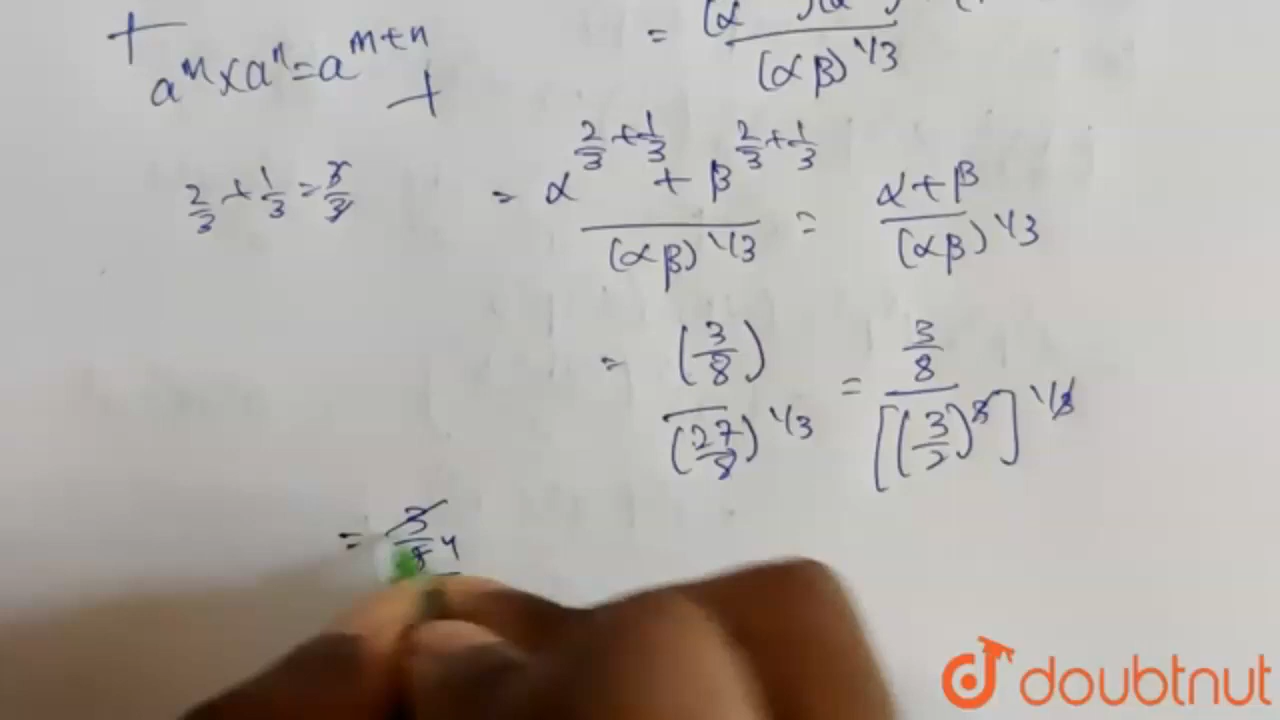 a^m × a^n = a^{m+n}
= / (αβ)^{1/3}
2/3 + 1/3 = 3/3
= (α^{2/3 + 1/3} + β^{2/3 + 1/3}) / (αβ)^{1/3} = (α + β) / (αβ)^{1/3}
= (3/8) / (27/8)^{1/3} = (3/8) / [(3/2)^3]^{1/3}
= 3/8 4
doubtnut